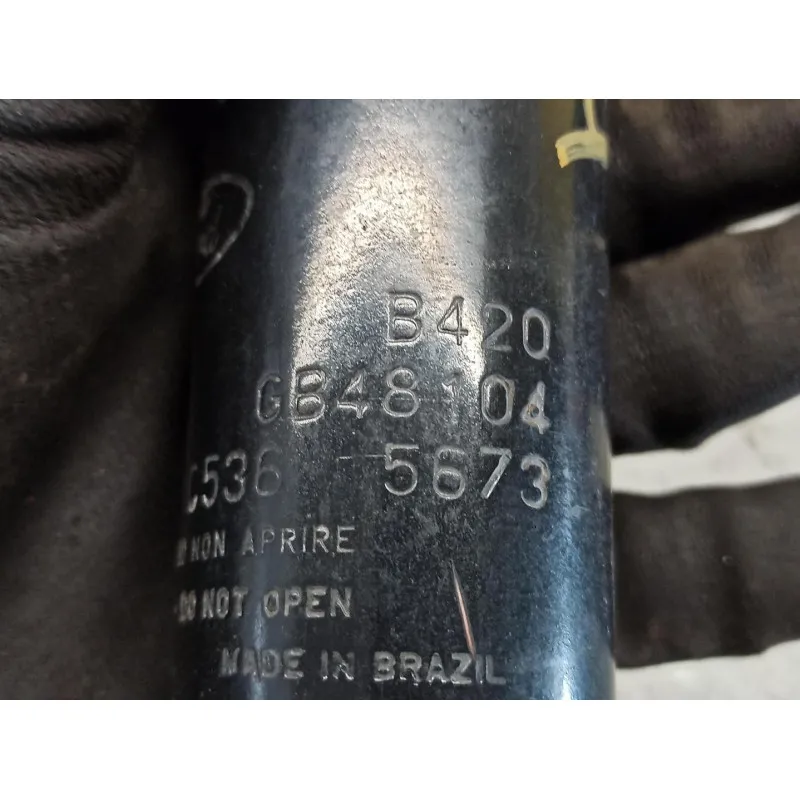 B420
GB48104
C536 5673
NON APRIRE
DO NOT OPEN
MADE IN BRAZIL